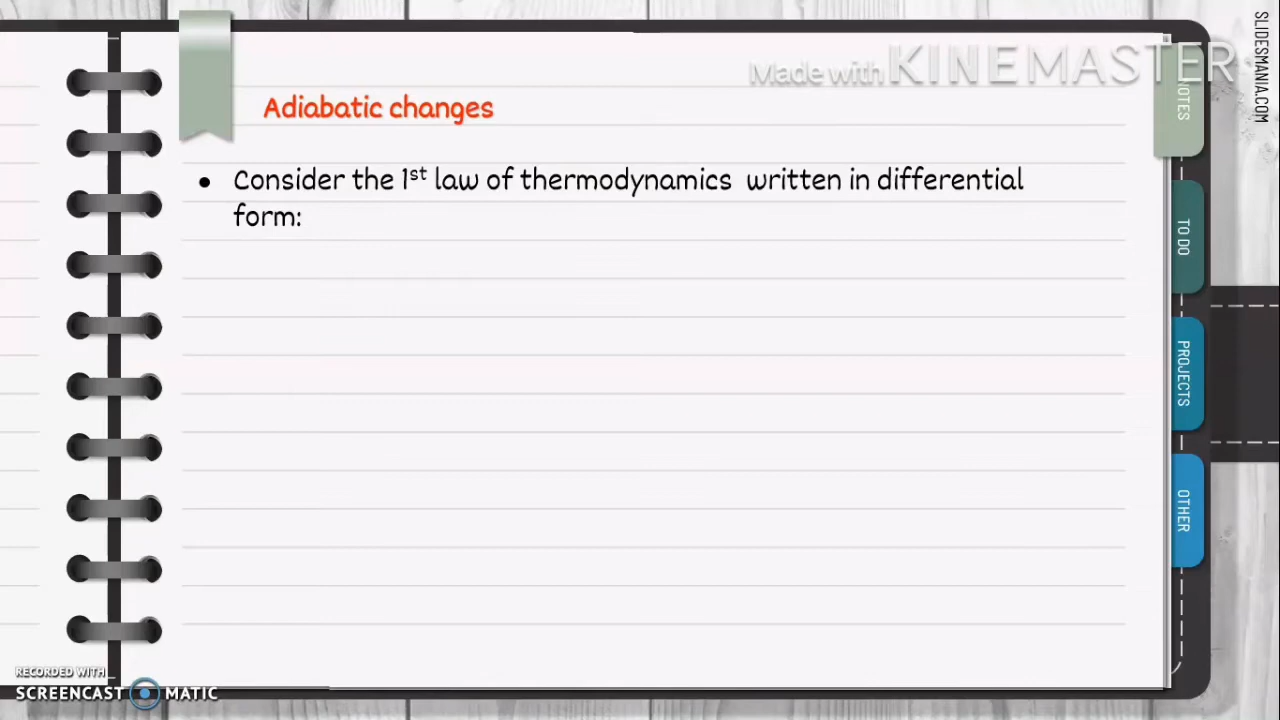 SLIDESMANIA.COM
Made with KINEMASTER
NOTES
Adiabatic changes
• Consider the 1st law of thermodynamics written in differential
form:
TO DO
PROJECTS
OTHER
RECORDED WITH
SCREENCAST MATIC